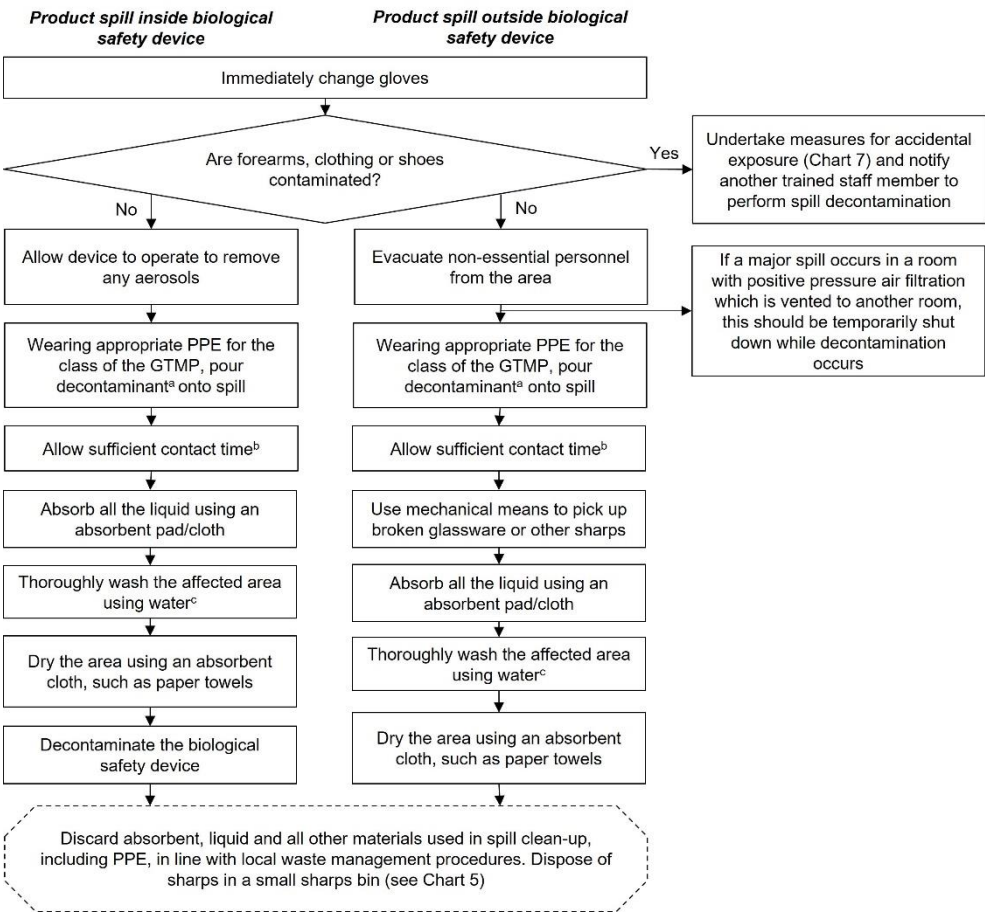 Product spill inside biological
safety device
Product spill outside biological
safety device
Immediately change gloves
Are forearms, clothing or shoes
contaminated?
Yes
Undertake measures for accidental
exposure (Chart 7) and notify
another trained staff member to
perform spill decontamination
No
No
Allow device to operate to remove
any aerosols
Evacuate non-essential personnel
from the area
If a major spill occurs in a room
with positive pressure air filtration
which is vented to another room,
this should be temporarily shut
down while decontamination
occurs
Wearing appropriate PPE for the
class of the GTMP, pour
decontaminantᵃ onto spill
Wearing appropriate PPE for the
class of the GTMP, pour
decontaminantᵃ onto spill
Allow sufficient contact timeᵇ
Allow sufficient contact timeᵇ
Absorb all the liquid using an
absorbent pad/cloth
Use mechanical means to pick up
broken glassware or other sharps
Thoroughly wash the affected area
using waterᶜ
Absorb all the liquid using an
absorbent pad/cloth
Dry the area using an absorbent
cloth, such as paper towels
Thoroughly wash the affected area
using waterᶜ
Decontaminate the biological
safety device
Dry the area using an absorbent
cloth, such as paper towels
Discard absorbent, liquid and all other materials used in spill clean-up,
including PPE, in line with local waste management procedures. Dispose of
sharps in a small sharps bin (see Chart 5)